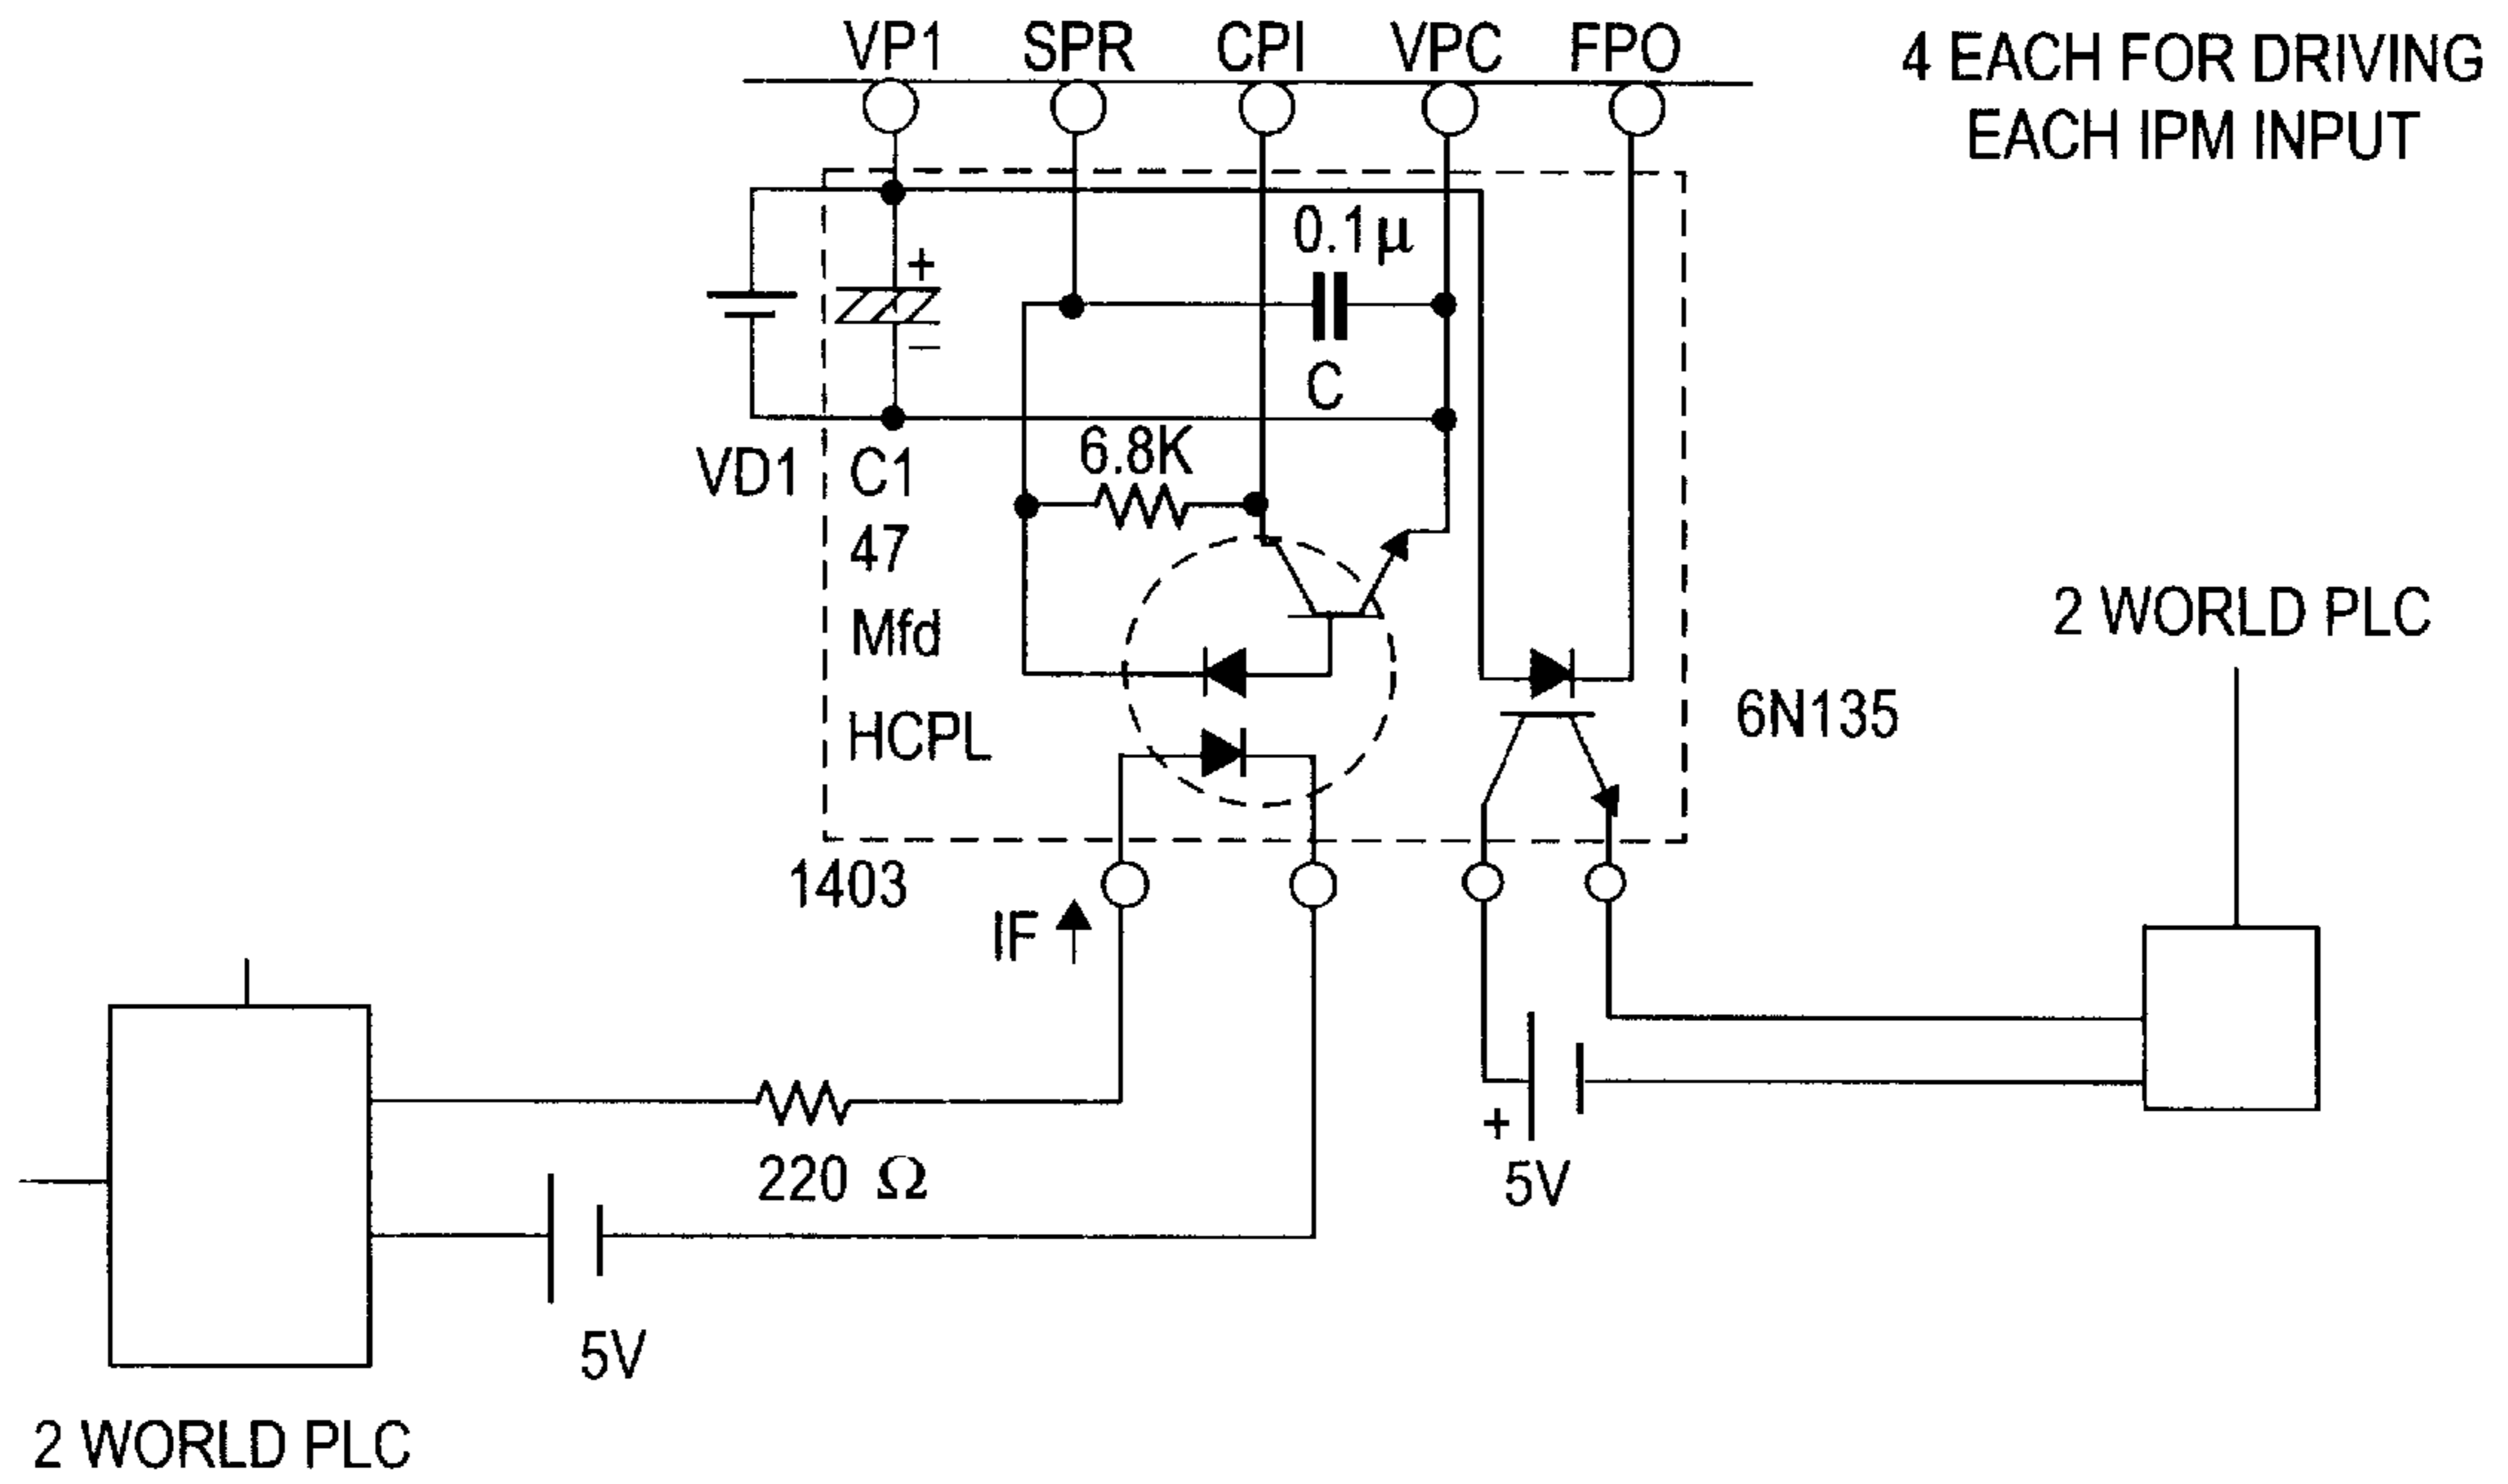 VP1 SPR CPI VPC FPO
4 EACH FOR DRIVING
EACH IPM INPUT
+
0.1µ
−
C
6.8K
VD1
C1
47
Mfd
HCPL
1403
2 WORLD PLC
6N135
IF
220 Ω
+
5V
5V
2 WORLD PLC